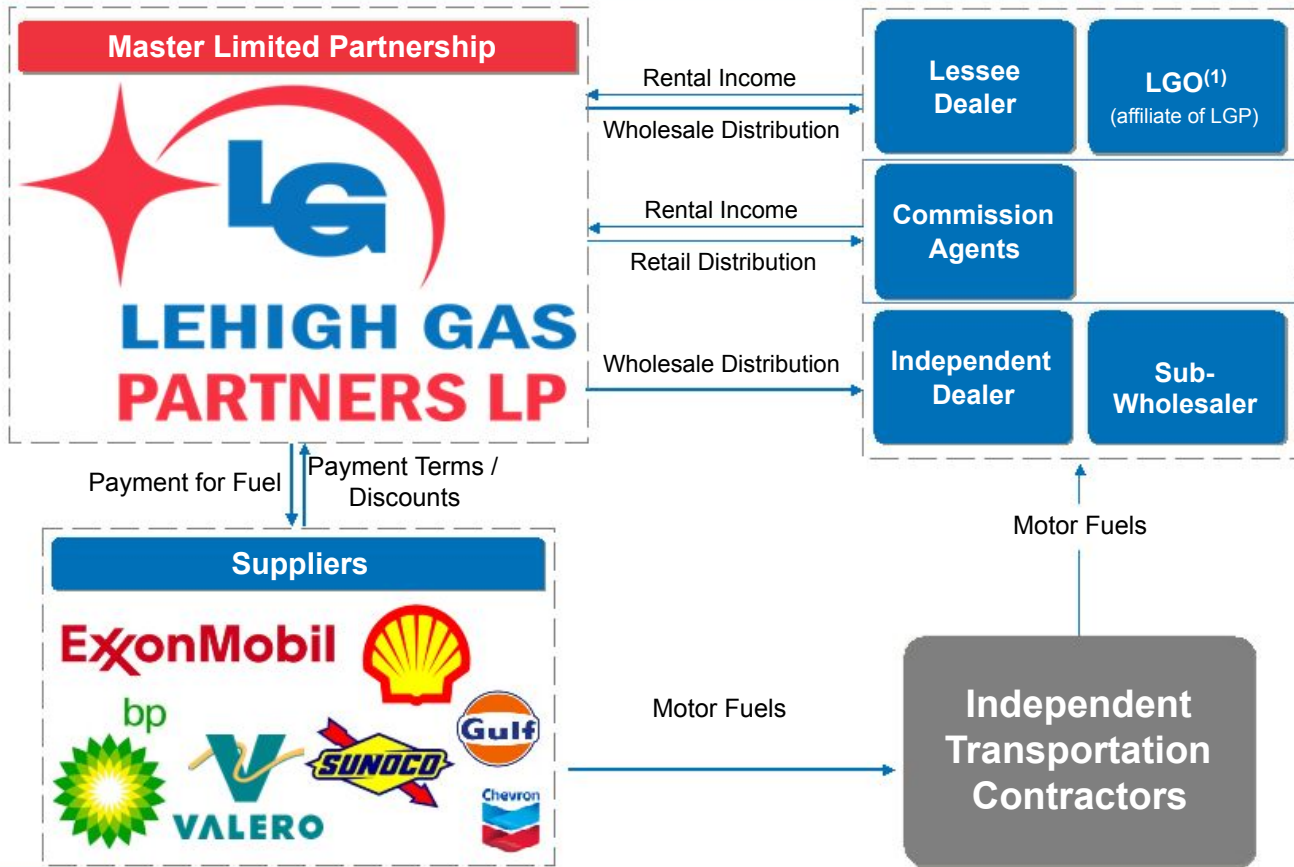 Master Limited Partnership
LG
LEHIGH GAS
PARTNERS LP
Rental Income
Wholesale Distribution
Lessee
Dealer
LGO(1)
(affiliate of LGP)
Rental Income
Retail Distribution
Commission
Agents
Wholesale Distribution
Independent
Dealer
Sub-
Wholesaler
Payment for Fuel
Payment Terms /
Discounts
Motor Fuels
Suppliers
ExxonMobil
bp
VALERO
SUNOCO
Gulf
Chevron
Motor Fuels
Independent
Transportation
Contractors